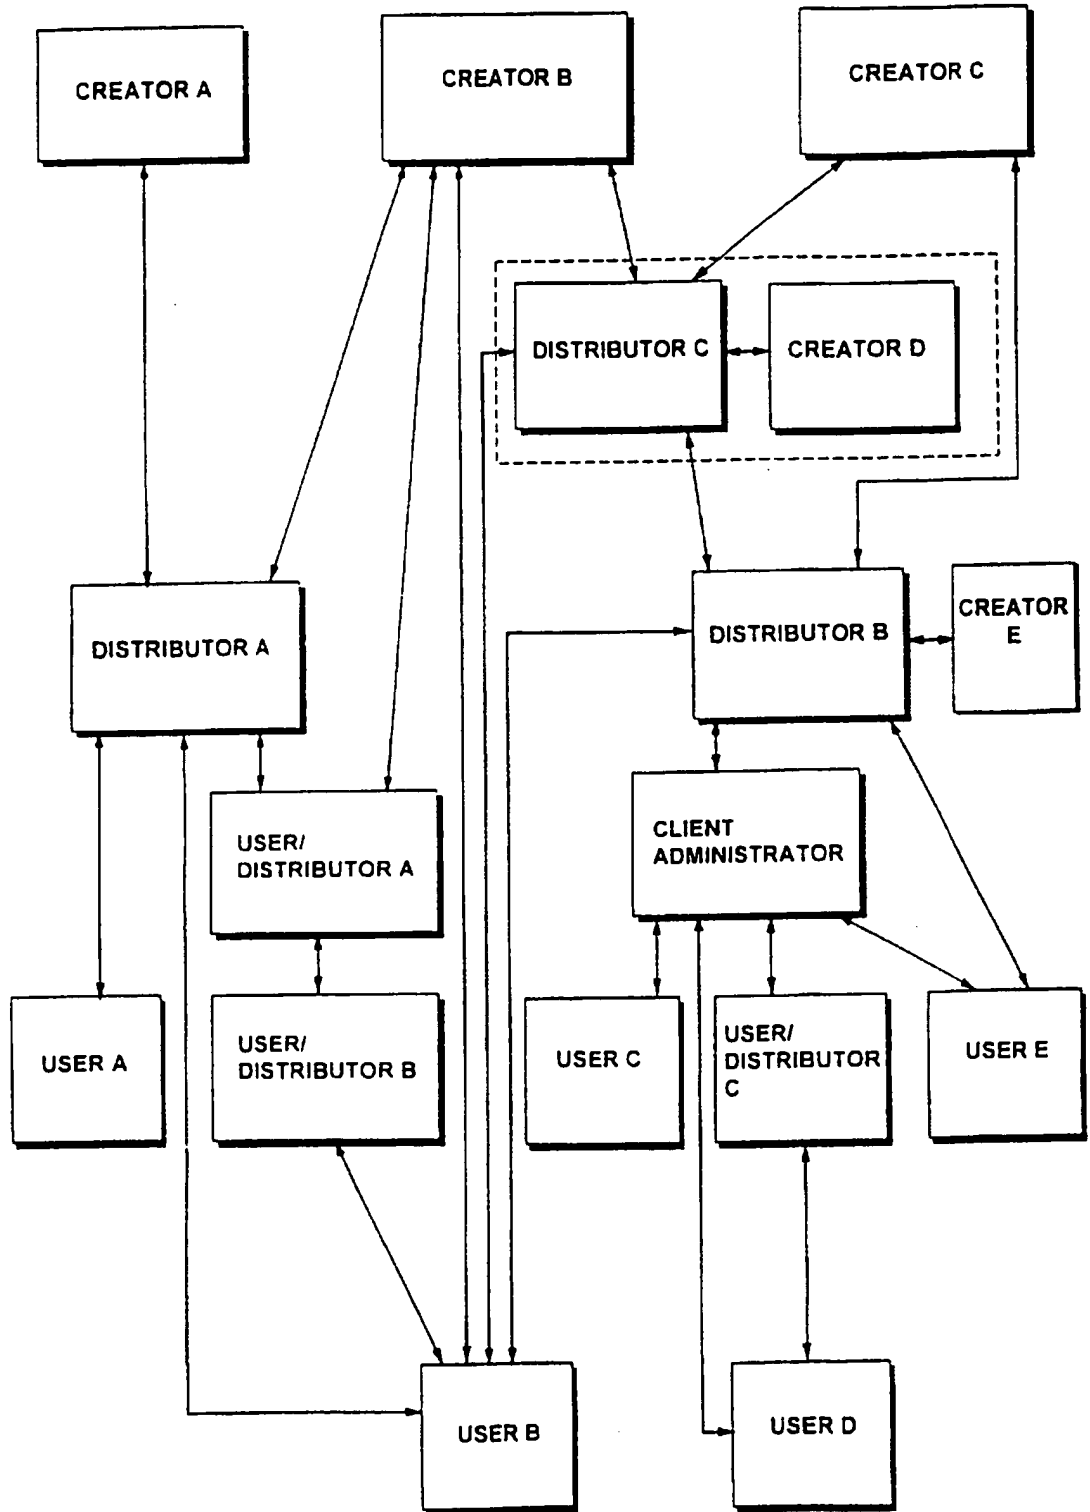 CREATOR A
CREATOR B
CREATOR C
DISTRIBUTOR C
CREATOR D
DISTRIBUTOR A
DISTRIBUTOR B
CREATOR
E
USER/
DISTRIBUTOR A
CLIENT
ADMINISTRATOR
USER A
USER/
DISTRIBUTOR B
USER C
USER/
DISTRIBUTOR
C
USER E
USER B
USER D